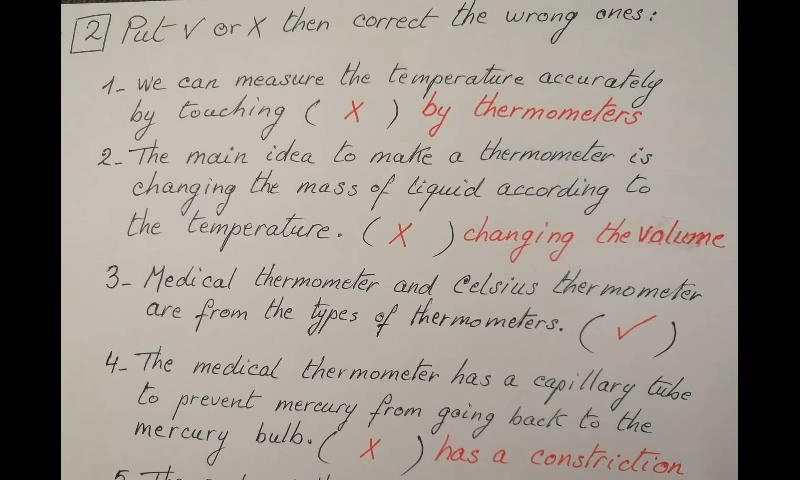 2 Put ✓ or X then correct the wrong ones:
1- we can measure the temperature accurately
by touching ( X ) by thermometers
2- The main idea to make a thermometer is
changing the mass of liquid according to
the temperature. ( X ) changing the volume
3- Medical thermometer and Celsius thermometer
are from the types of thermometers. ( ✓ )
4- The medical thermometer has a capillary tube
to prevent mercury from going back to the
mercury bulb. ( X ) has a constriction
5. The